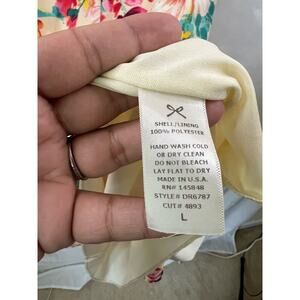 SHELL/LINING
100% POLYESTER
HAND WASH COLD
OR DRY CLEAN
DO NOT BLEACH
LAY FLAT TO DRY
MADE IN U.S.A.
RN# 145848
STYLE# DR6787
CUT# 4893
L